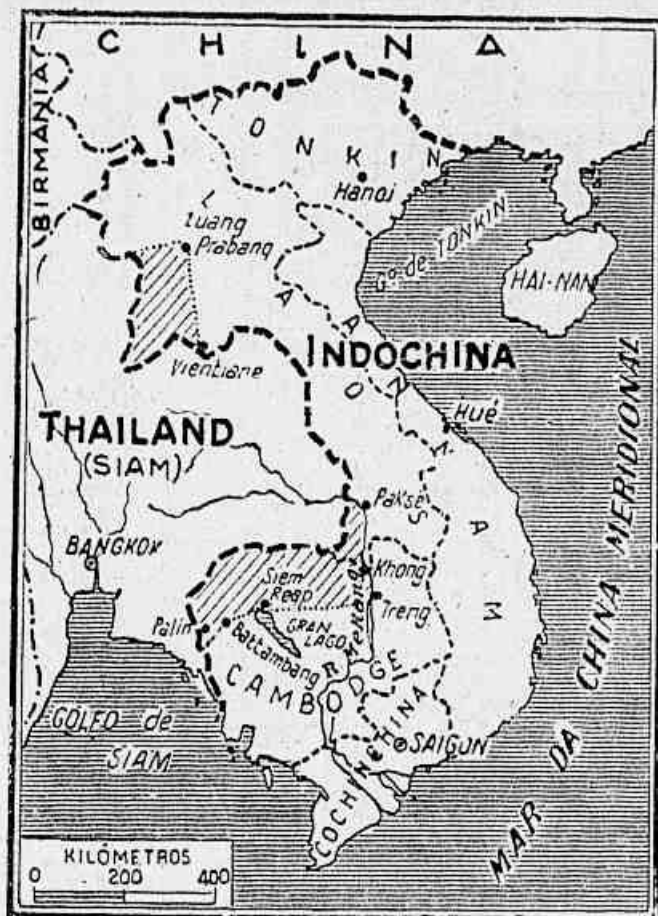 CHINA
BIRMANIA
TONKIN
Hanoi
Luang
Prabang
Gº. de TONKIN
HAI-NAN
LAOS
ANAM
INDOCHINA
Vientiane
Hué
THAILAND
(SIAM)
Paksé
BANGKOK
Siem
Reap
Khong
Treng
R Mekong
GRAN
LAGO
Palin
Battambang
CAMBODGE
COCHINCHINA
SAIGON
GOLFO de
SIAM
MAR DA CHINA MERIDIONAL
KILÓMETROS
0 200 400